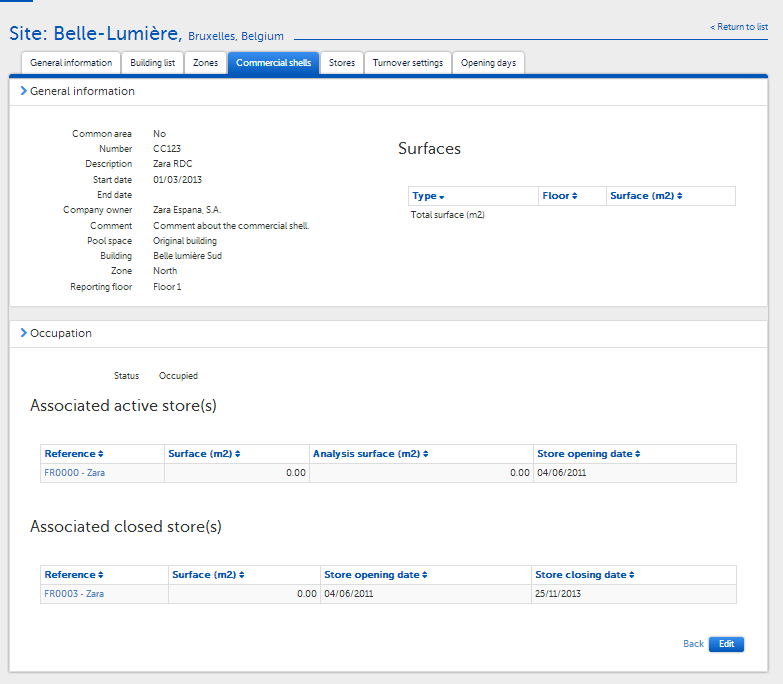 Site: Belle-Lumière, Bruxelles, Belgium
< Return to list
General information Building list Zones Commercial shells Stores Turnover settings Opening days
General information
Common area No
Number CC123
Description Zara RDC
Start date 01/03/2013
End date
Company owner Zara Espana, S.A.
Comment Comment about the commercial shell.
Pool space Original building
Building Belle lumière Sud
Zone North
Reporting floor Floor 1
Surfaces
Type Floor Surface (m2)
Total surface (m2)
Occupation
Status Occupied
Associated active store(s)
Reference Surface (m2) Analysis surface (m2) Store opening date
FR0000 - Zara 0.00 0.00 04/06/2011
Associated closed store(s)
Reference Surface (m2) Store opening date Store closing date
FR0003 - Zara 0.00 04/06/2011 25/11/2013
Back Edit